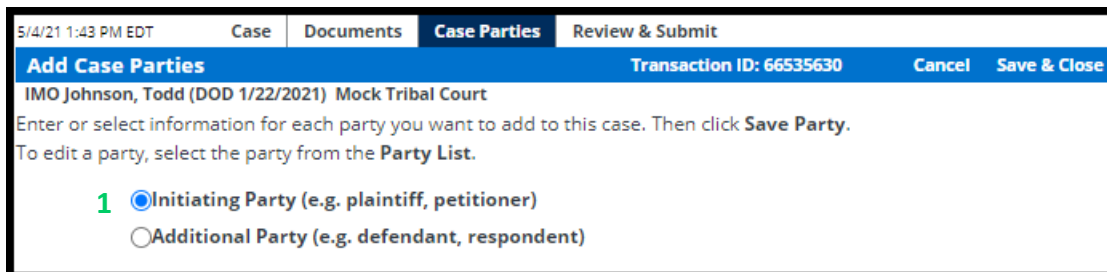 5/4/21 1:43 PM EDT Case Documents Case Parties Review & Submit
Add Case Parties Transaction ID: 66535630 Cancel Save & Close
IMO Johnson, Todd (DOD 1/22/2021) Mock Tribal Court
Enter or select information for each party you want to add to this case. Then click Save Party.
To edit a party, select the party from the Party List.
1 Initiating Party (e.g. plaintiff, petitioner)
Additional Party (e.g. defendant, respondent)